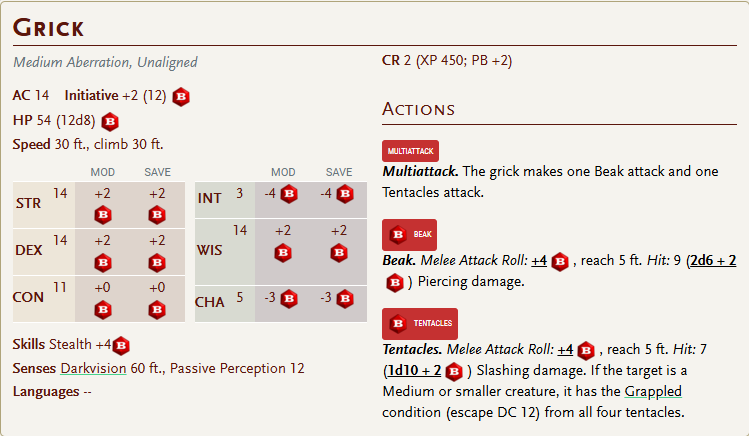 GRICK
Medium Aberration, Unaligned
AC 14 Initiative +2 (12) B
HP 54 (12d8) B
Speed 30 ft., climb 30 ft.
MOD SAVE MOD SAVE
STR 14 +2 B +2 B
INT 3 -4 B -4 B
DEX 14 +2 B +2 B
WIS 14 +2 B +2 B
CON 11 +0 B +0 B
CHA 5 -3 B -3 B
Skills Stealth +4 B
Senses Darkvision 60 ft., Passive Perception 12
Languages --
CR 2 (XP 450; PB +2)
ACTIONS
MULTIATTACK
Multiattack. The grick makes one Beak attack and one
Tentacles attack.
B BEAK
Beak. Melee Attack Roll: +4 B , reach 5 ft. Hit: 9 (2d6 + 2
B ) Piercing damage.
B TENTACLES
Tentacles. Melee Attack Roll: +4 B , reach 5 ft. Hit: 7
(1d10 + 2 B ) Slashing damage. If the target is a
Medium or smaller creature, it has the Grappled
condition (escape DC 12) from all four tentacles.